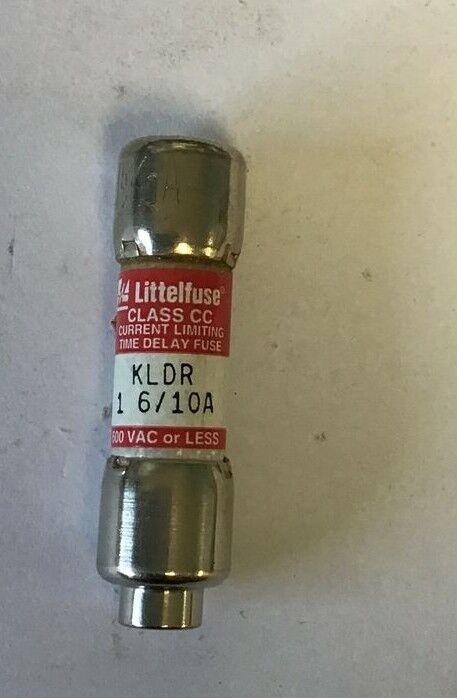 Littelfuse®
CLASS CC
CURRENT LIMITING
TIME DELAY FUSE
KLDR
1 6/10A
600 VAC or LESS